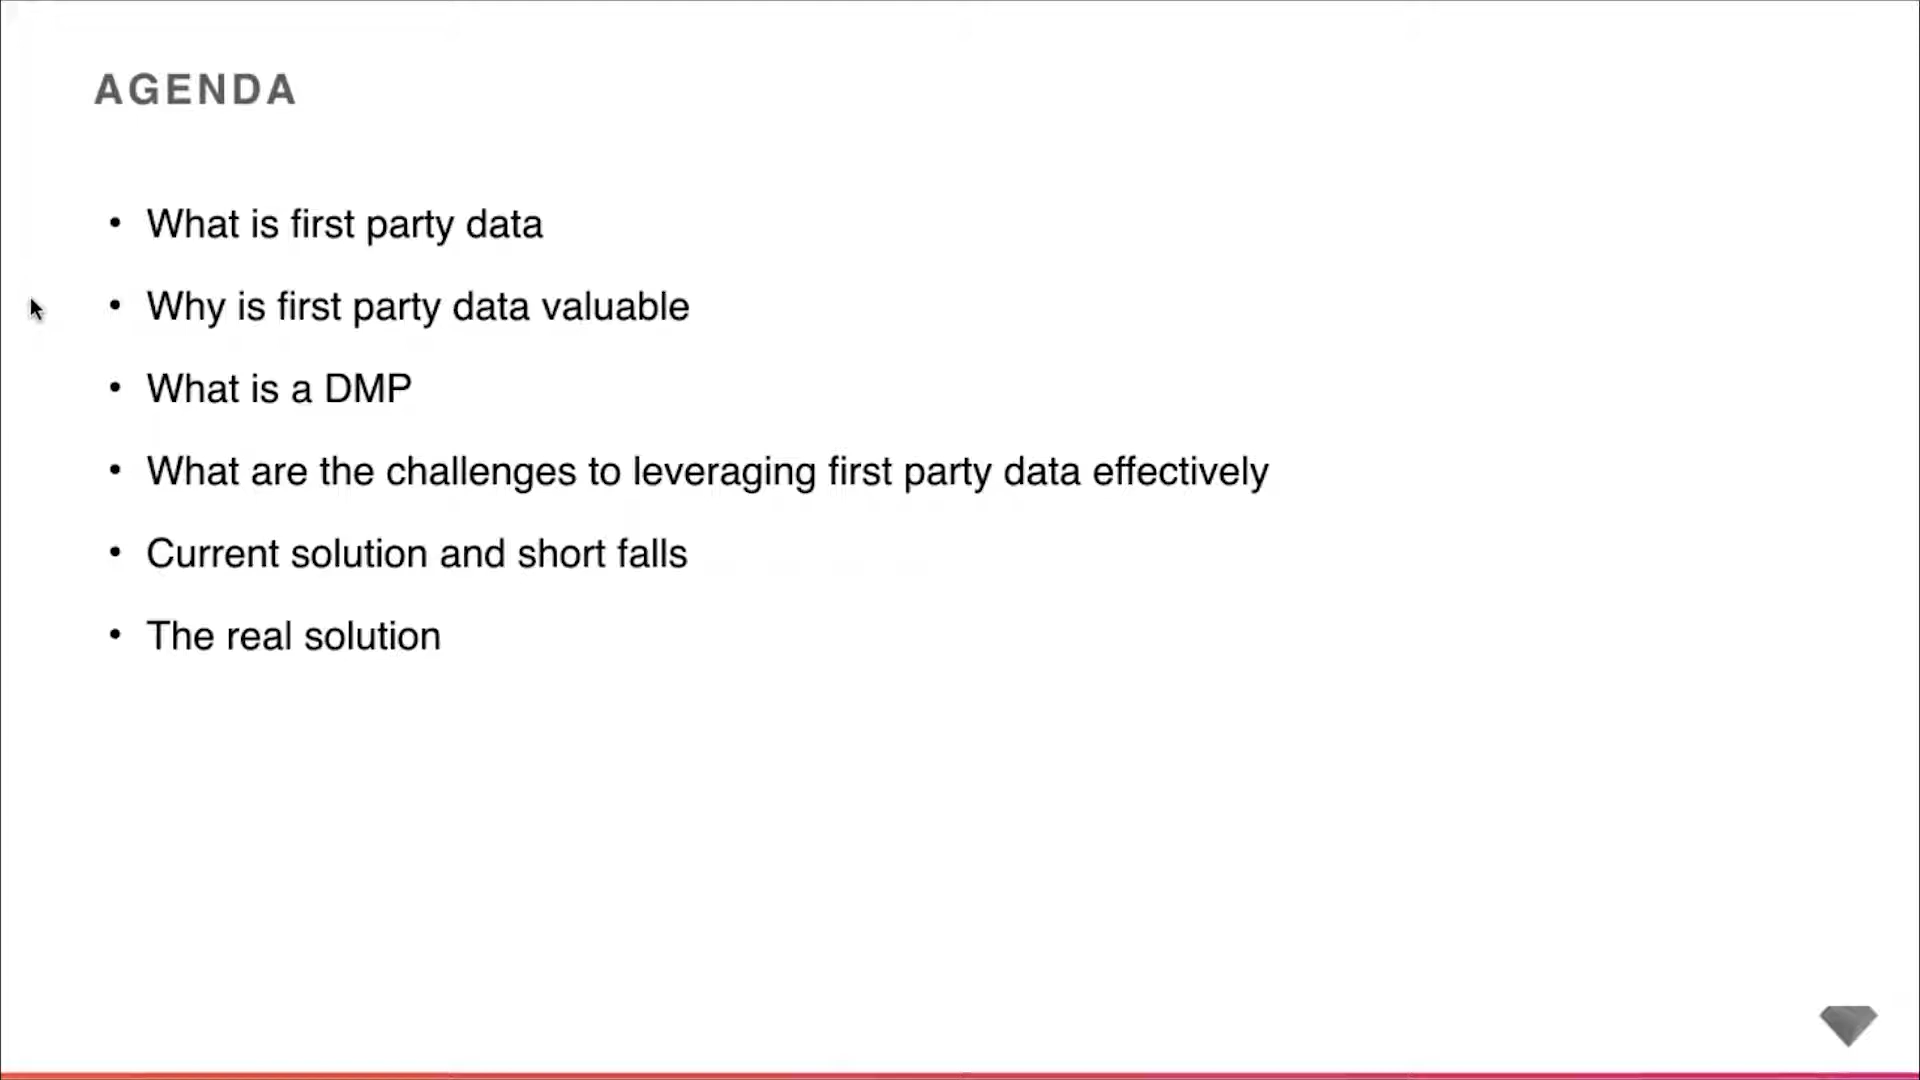 AGENDA
• What is first party data
• Why is first party data valuable
• What is a DMP
• What are the challenges to leveraging first party data effectively
• Current solution and short falls
• The real solution